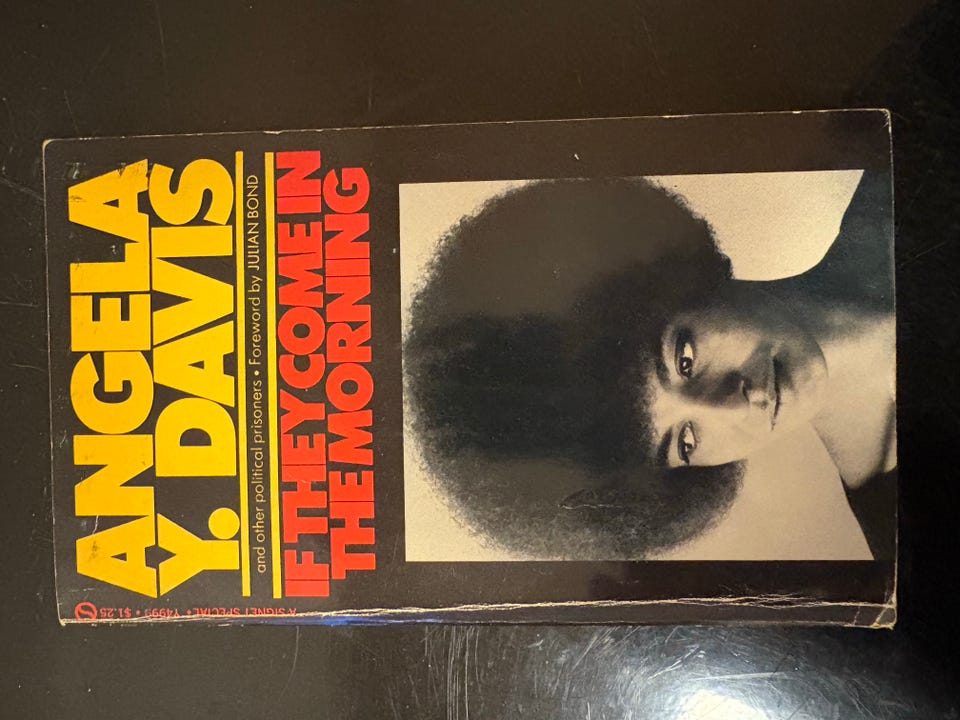 ANGELA
Y. DAVIS
and other political prisoners • Foreword by JULIAN BOND
IF THEY COME IN
THE MORNING
A SIGNET SPECIAL • Y4999 • $1.25